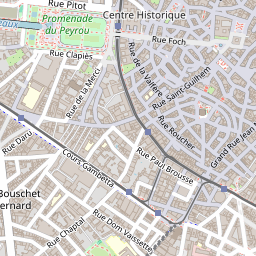 Rue Pitot
Promenade
du Peyrou
Centre Historique
Rue Foch
Rue Clapiès
Rue de la Merci
Rue de la Valfère
Rue Saint-Guilhem
Rue Roucher
Grand Rue Jean M
Rue Daru
Cours Gambetta
Rue Paul Brousse
Bouschet
ernard
Rue Chaptal
Rue Dom Vaissette